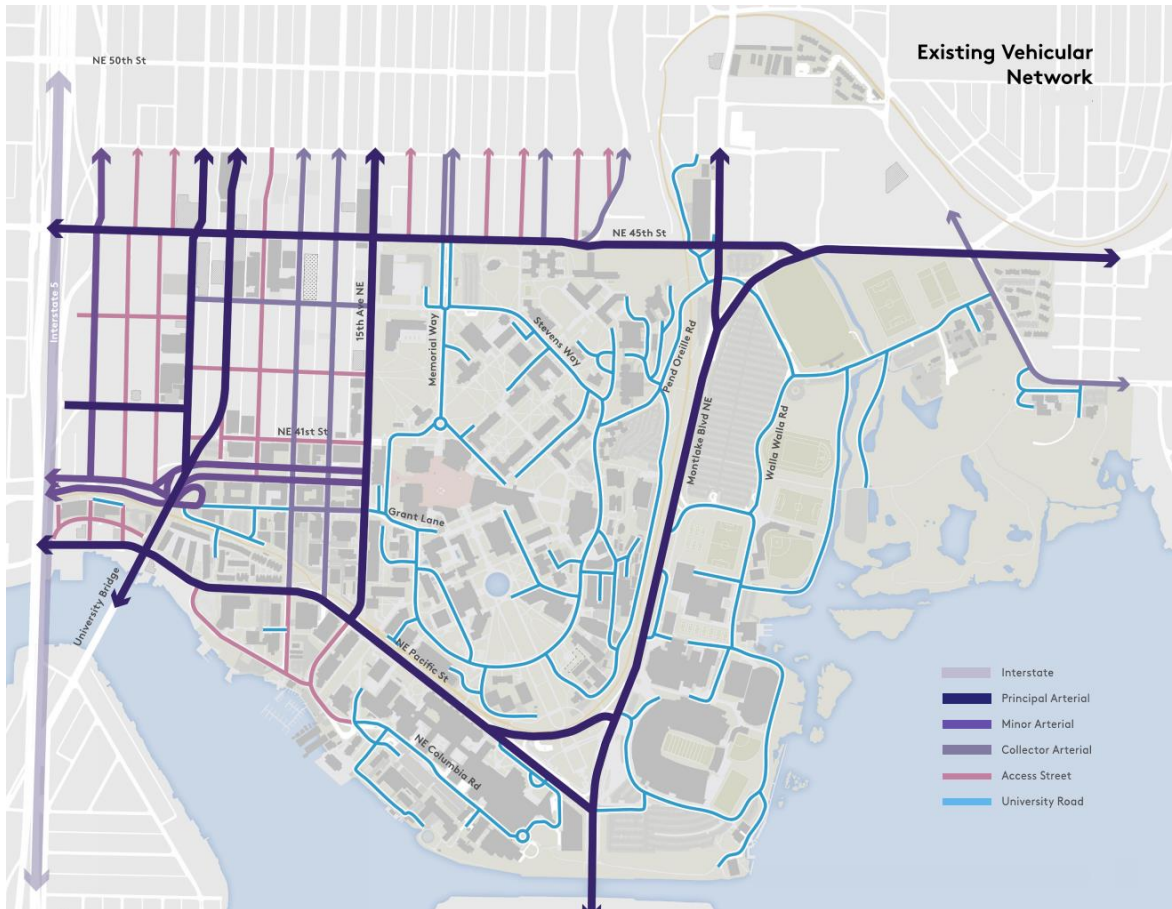 Existing Vehicular
Network
NE 50th St
NE 45th St
Interstate 5
15th Ave NE
Memorial Way
Stevens Way
Pend Oreille Rd
Montlake Blvd NE
Walla Walla Rd
NE 41st St
Grant Lane
University Bridge
NE Pacific St
NE Columbia Rd
Interstate
Principal Arterial
Minor Arterial
Collector Arterial
Access Street
University Road